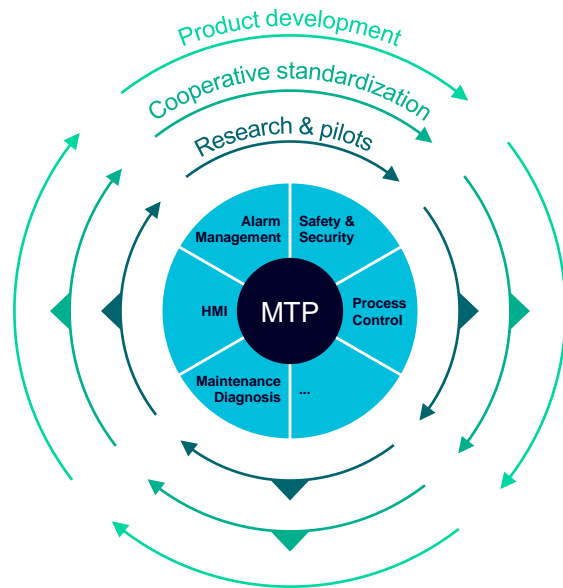 Product development
Cooperative standardization
Research & pilots
Alarm
Management
Safety &
Security
HMI
MTP
Process
Control
Maintenance
Diagnosis
...